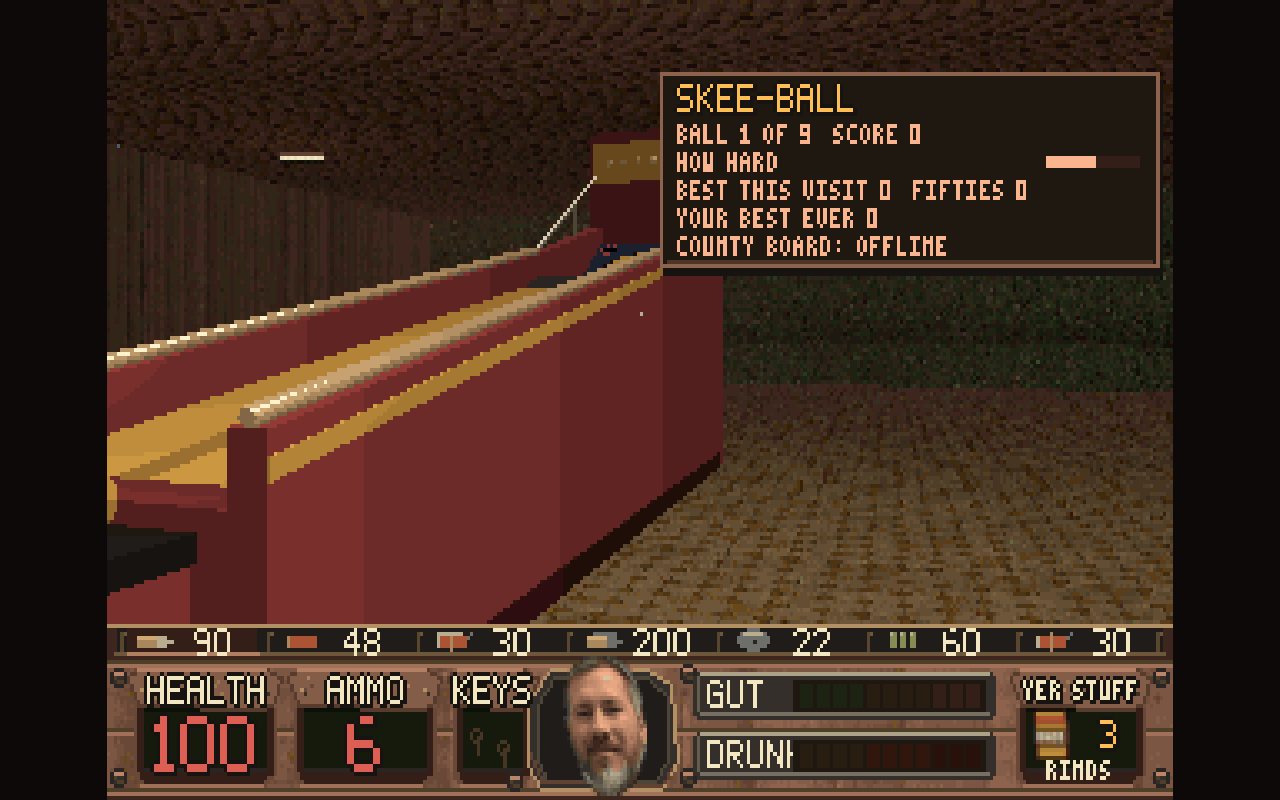 SKEE-BALL
BALL 1 OF 9 SCORE 0
HOW HARD
BEST THIS VISIT 0 FIFTIES 0
YOUR BEST EVER 0
COUNTY BOARD: OFFLINE
90 48 30 200 22 60 30
HEALTH AMMO KEYS GUT YER STUFF
100 6 3
DRUNK RINDS